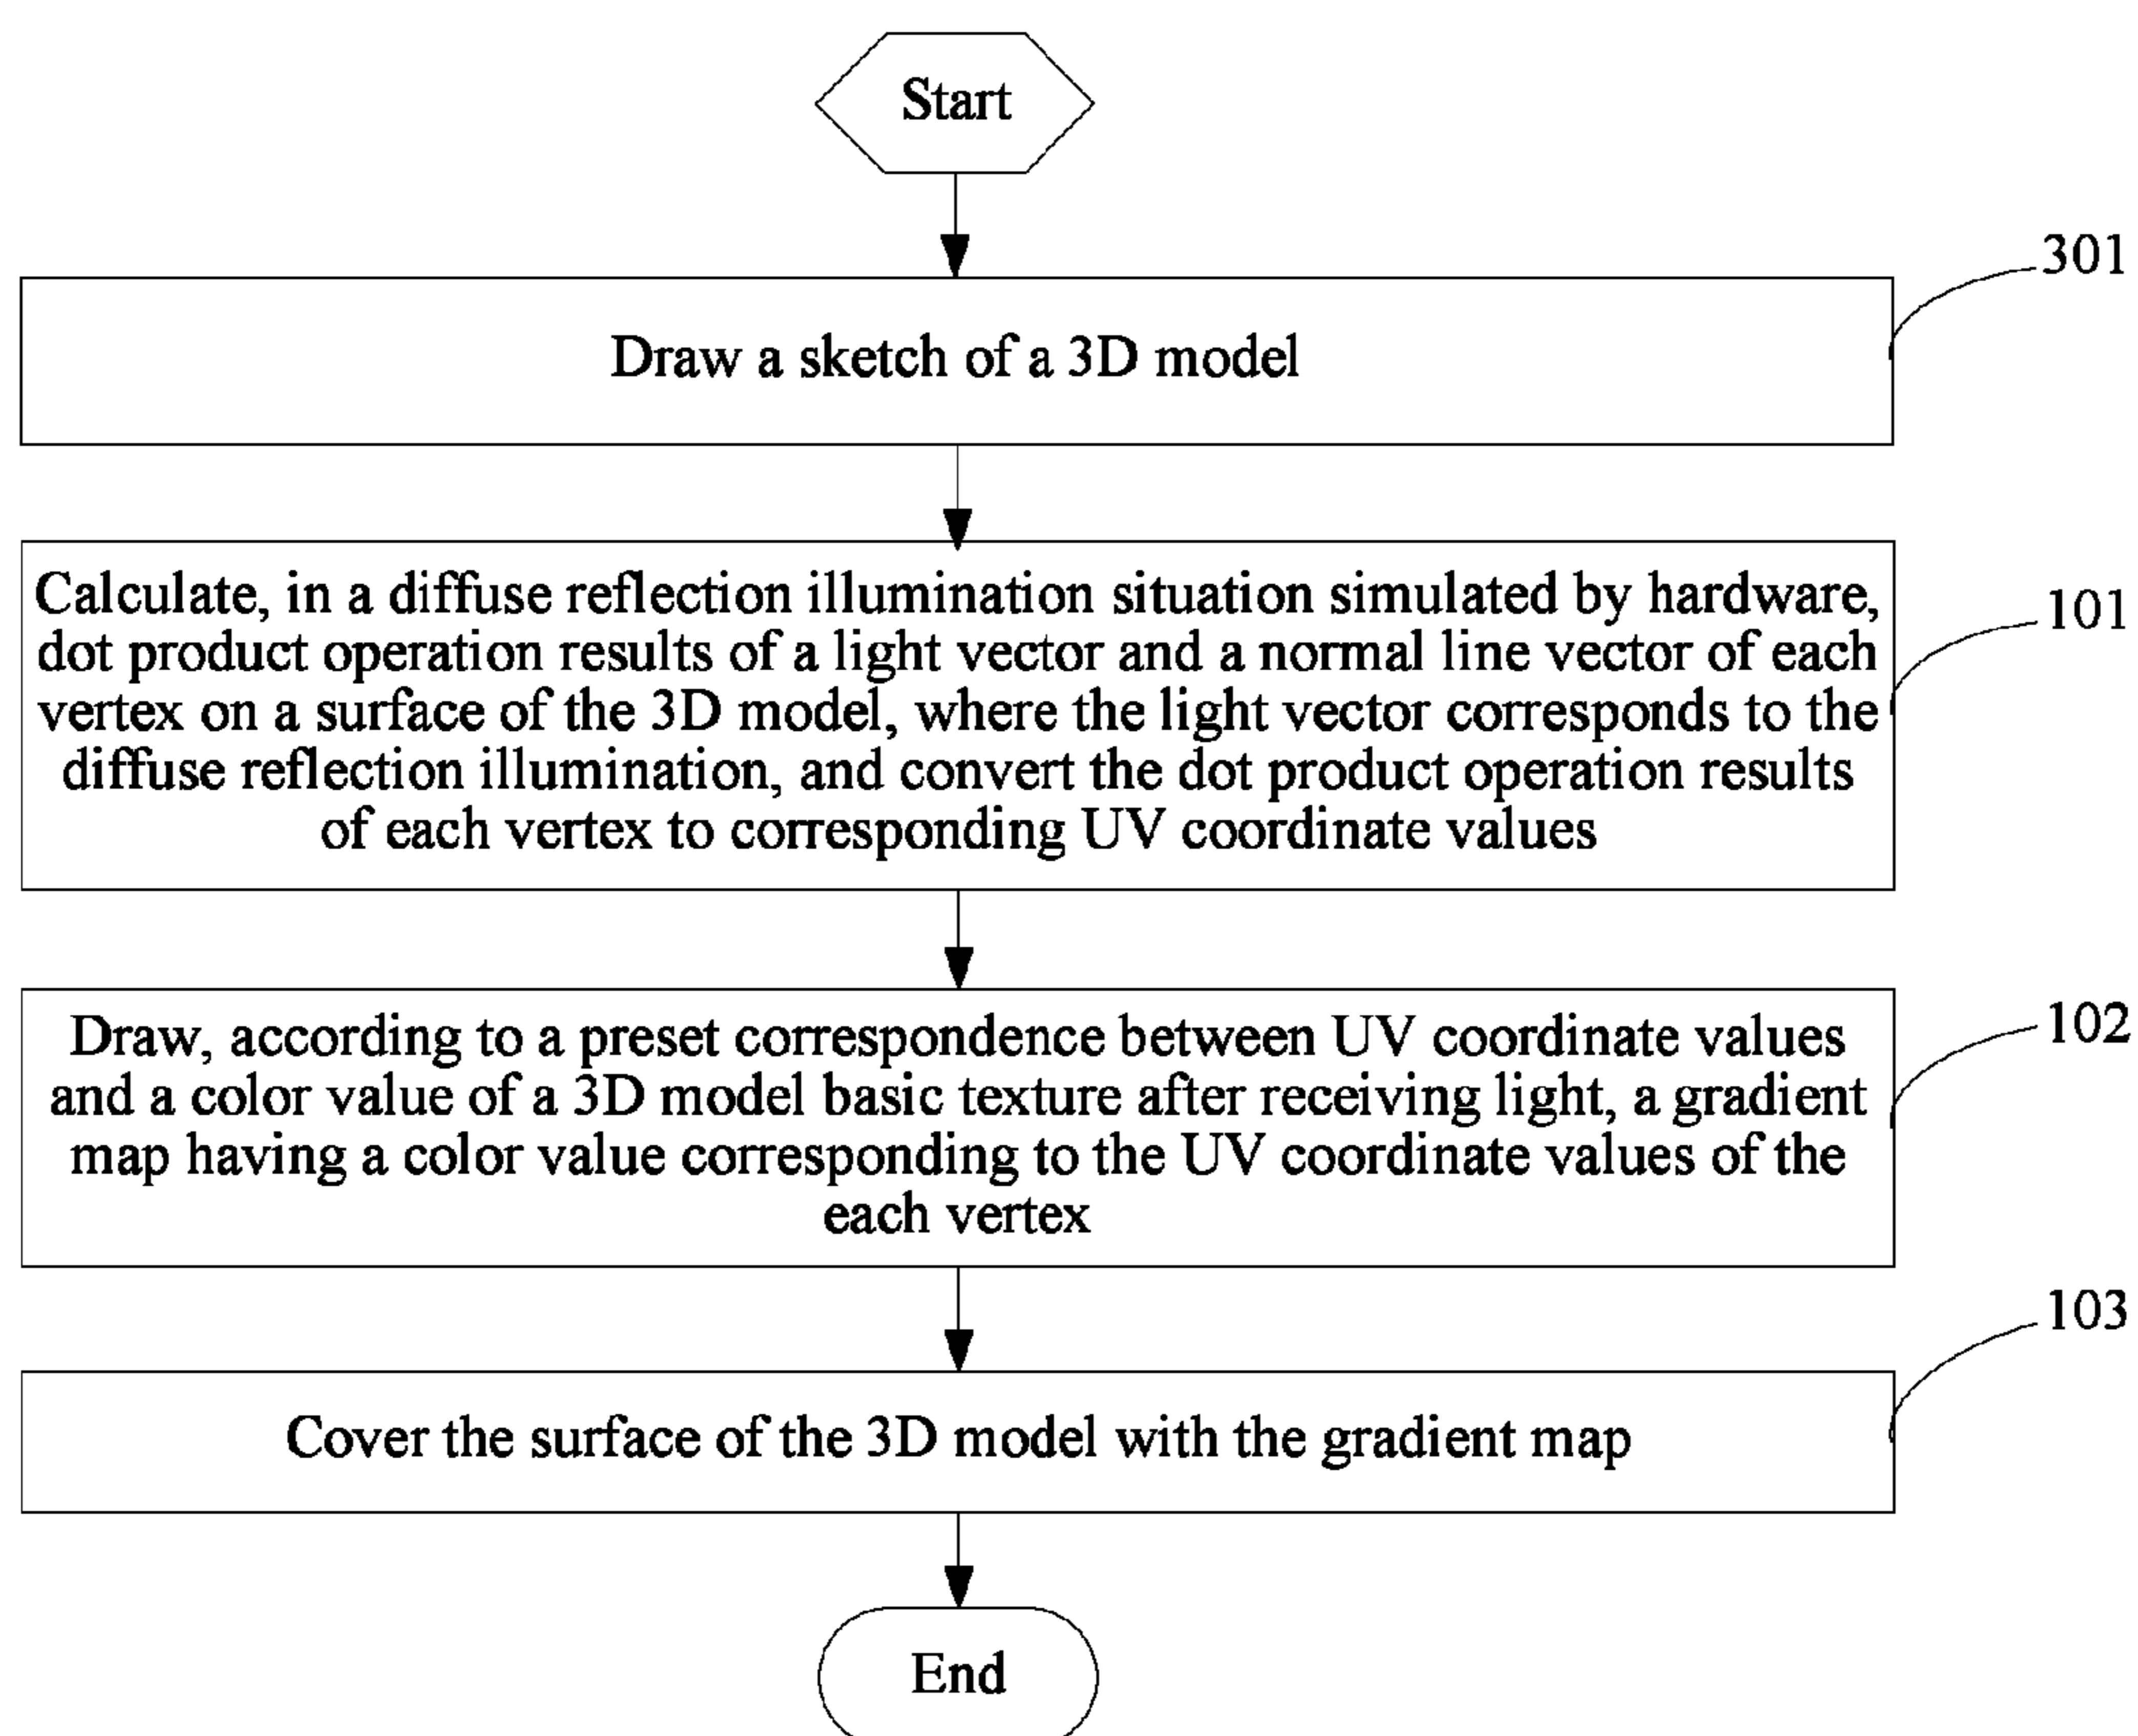 Start
301
Draw a sketch of a 3D model
Calculate, in a diffuse reflection illumination situation simulated by hardware,
101
dot product operation results of a light vector and a normal line vector of each
vertex on a surface of the 3D model, where the light vector corresponds to the
diffuse reflection illumination, and convert the dot product operation results
of each vertex to corresponding UV coordinate values
102
Draw, according to a preset correspondence between UV coordinate values
and a color value of a 3D model basic texture after receiving light, a gradient
map having a color value corresponding to the UV coordinate values of the
each vertex
103
Cover the surface of the 3D model with the gradient map
End